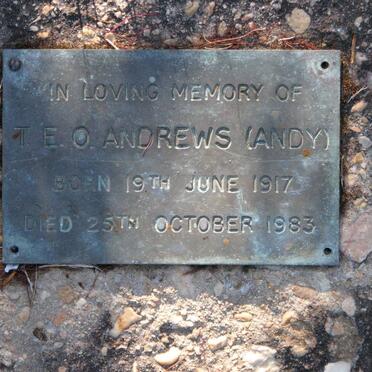 IN LOVING MEMORY OF
T. E. O. ANDREWS (ANDY)
BORN 19TH JUNE 1917
DIED 25TH OCTOBER 1983